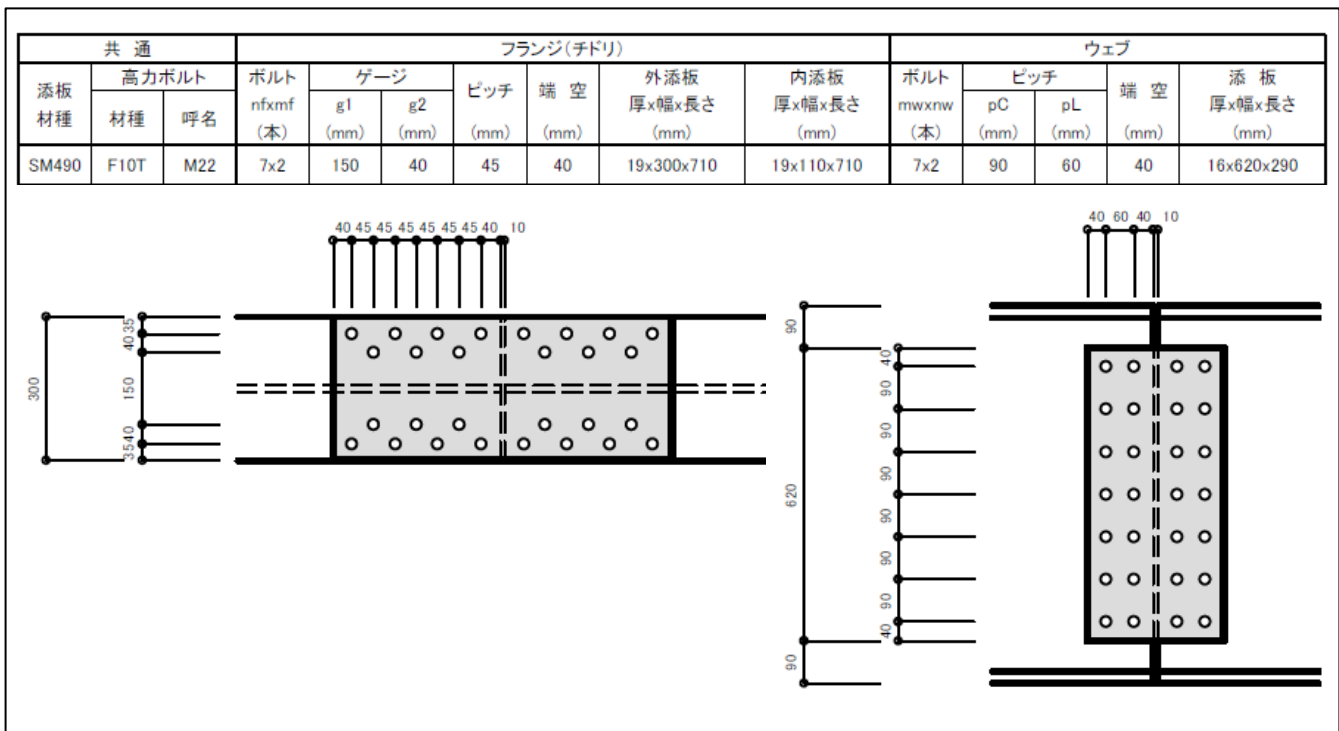 共 通 フランジ(チドリ) ウェブ
添板 高力ボルト ボルト ゲージ ピッチ 端 空 外添板 内添板 ボルト ピッチ 端 空 添 板
材種 材種 呼名 nfxmf g1 g2 厚x幅x長さ 厚x幅x長さ mwxnw pC pL 厚x幅x長さ
(本) (mm) (mm) (mm) (mm) (mm) (mm) (本) (mm) (mm) (mm) (mm)
SM490 F10T M22 7x2 150 40 45 40 19x300x710 19x110x710 7x2 90 60 40 16x620x290
40 45 45 45 45 45 45 40 10
300
35
40
150
40
35
40 60 40 10
90
620
90
40
90
90
90
90
90
90
40